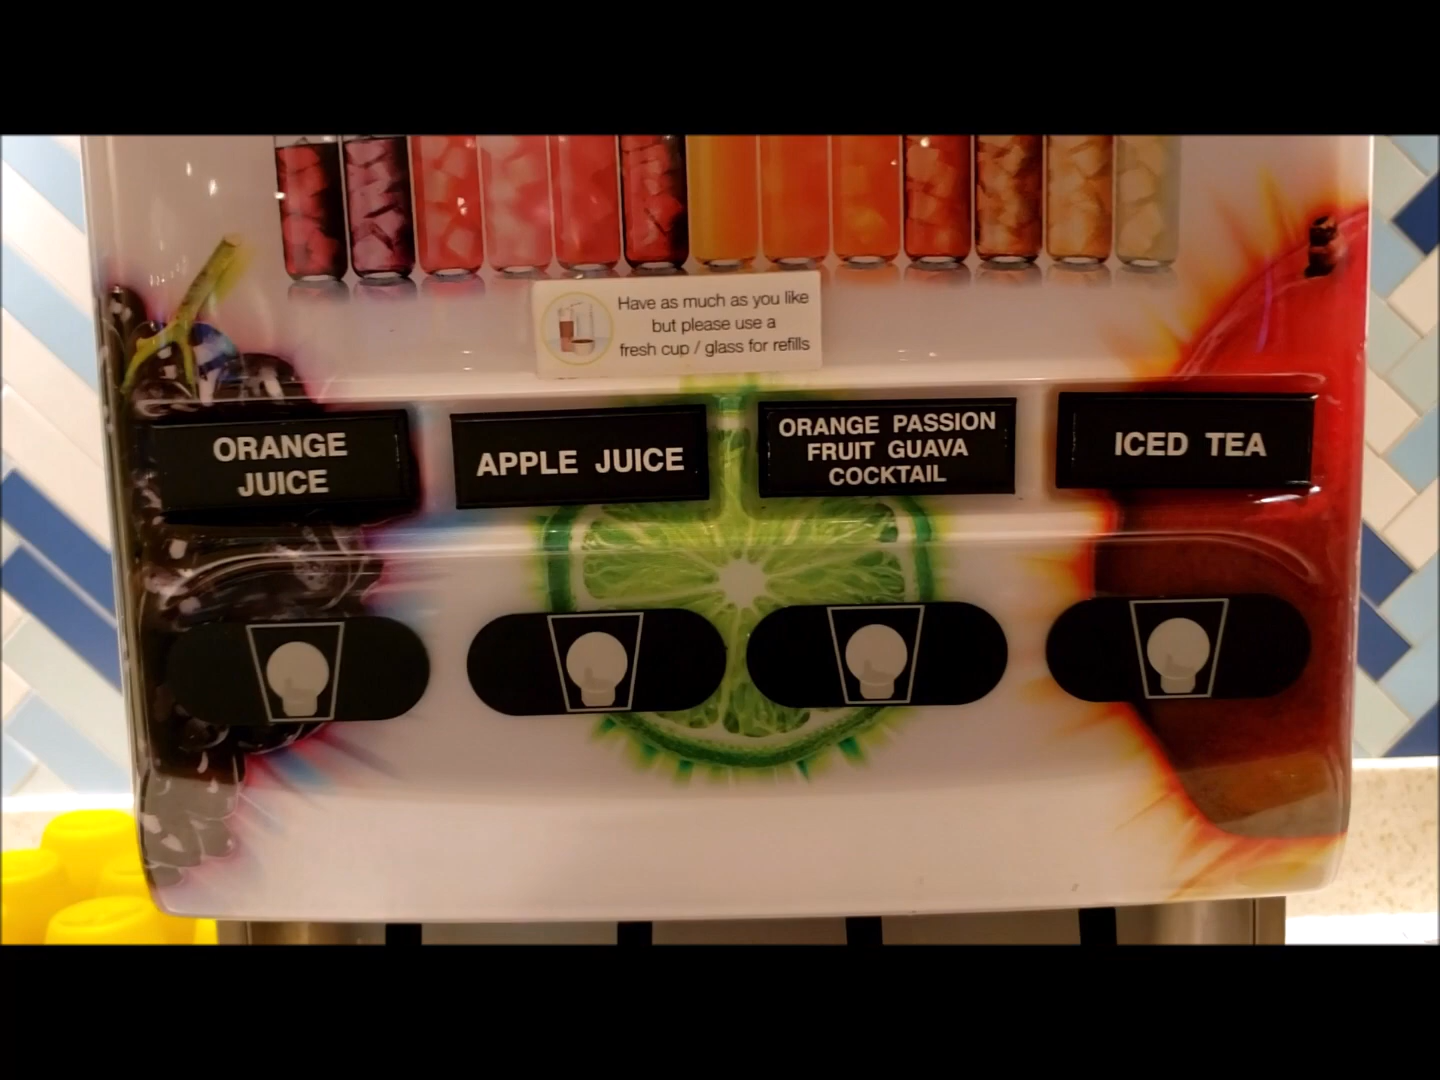 Have as much as you like
but please use a
fresh cup / glass for refills
ORANGE
JUICE
APPLE JUICE
ORANGE PASSION
FRUIT GUAVA
COCKTAIL
ICED TEA